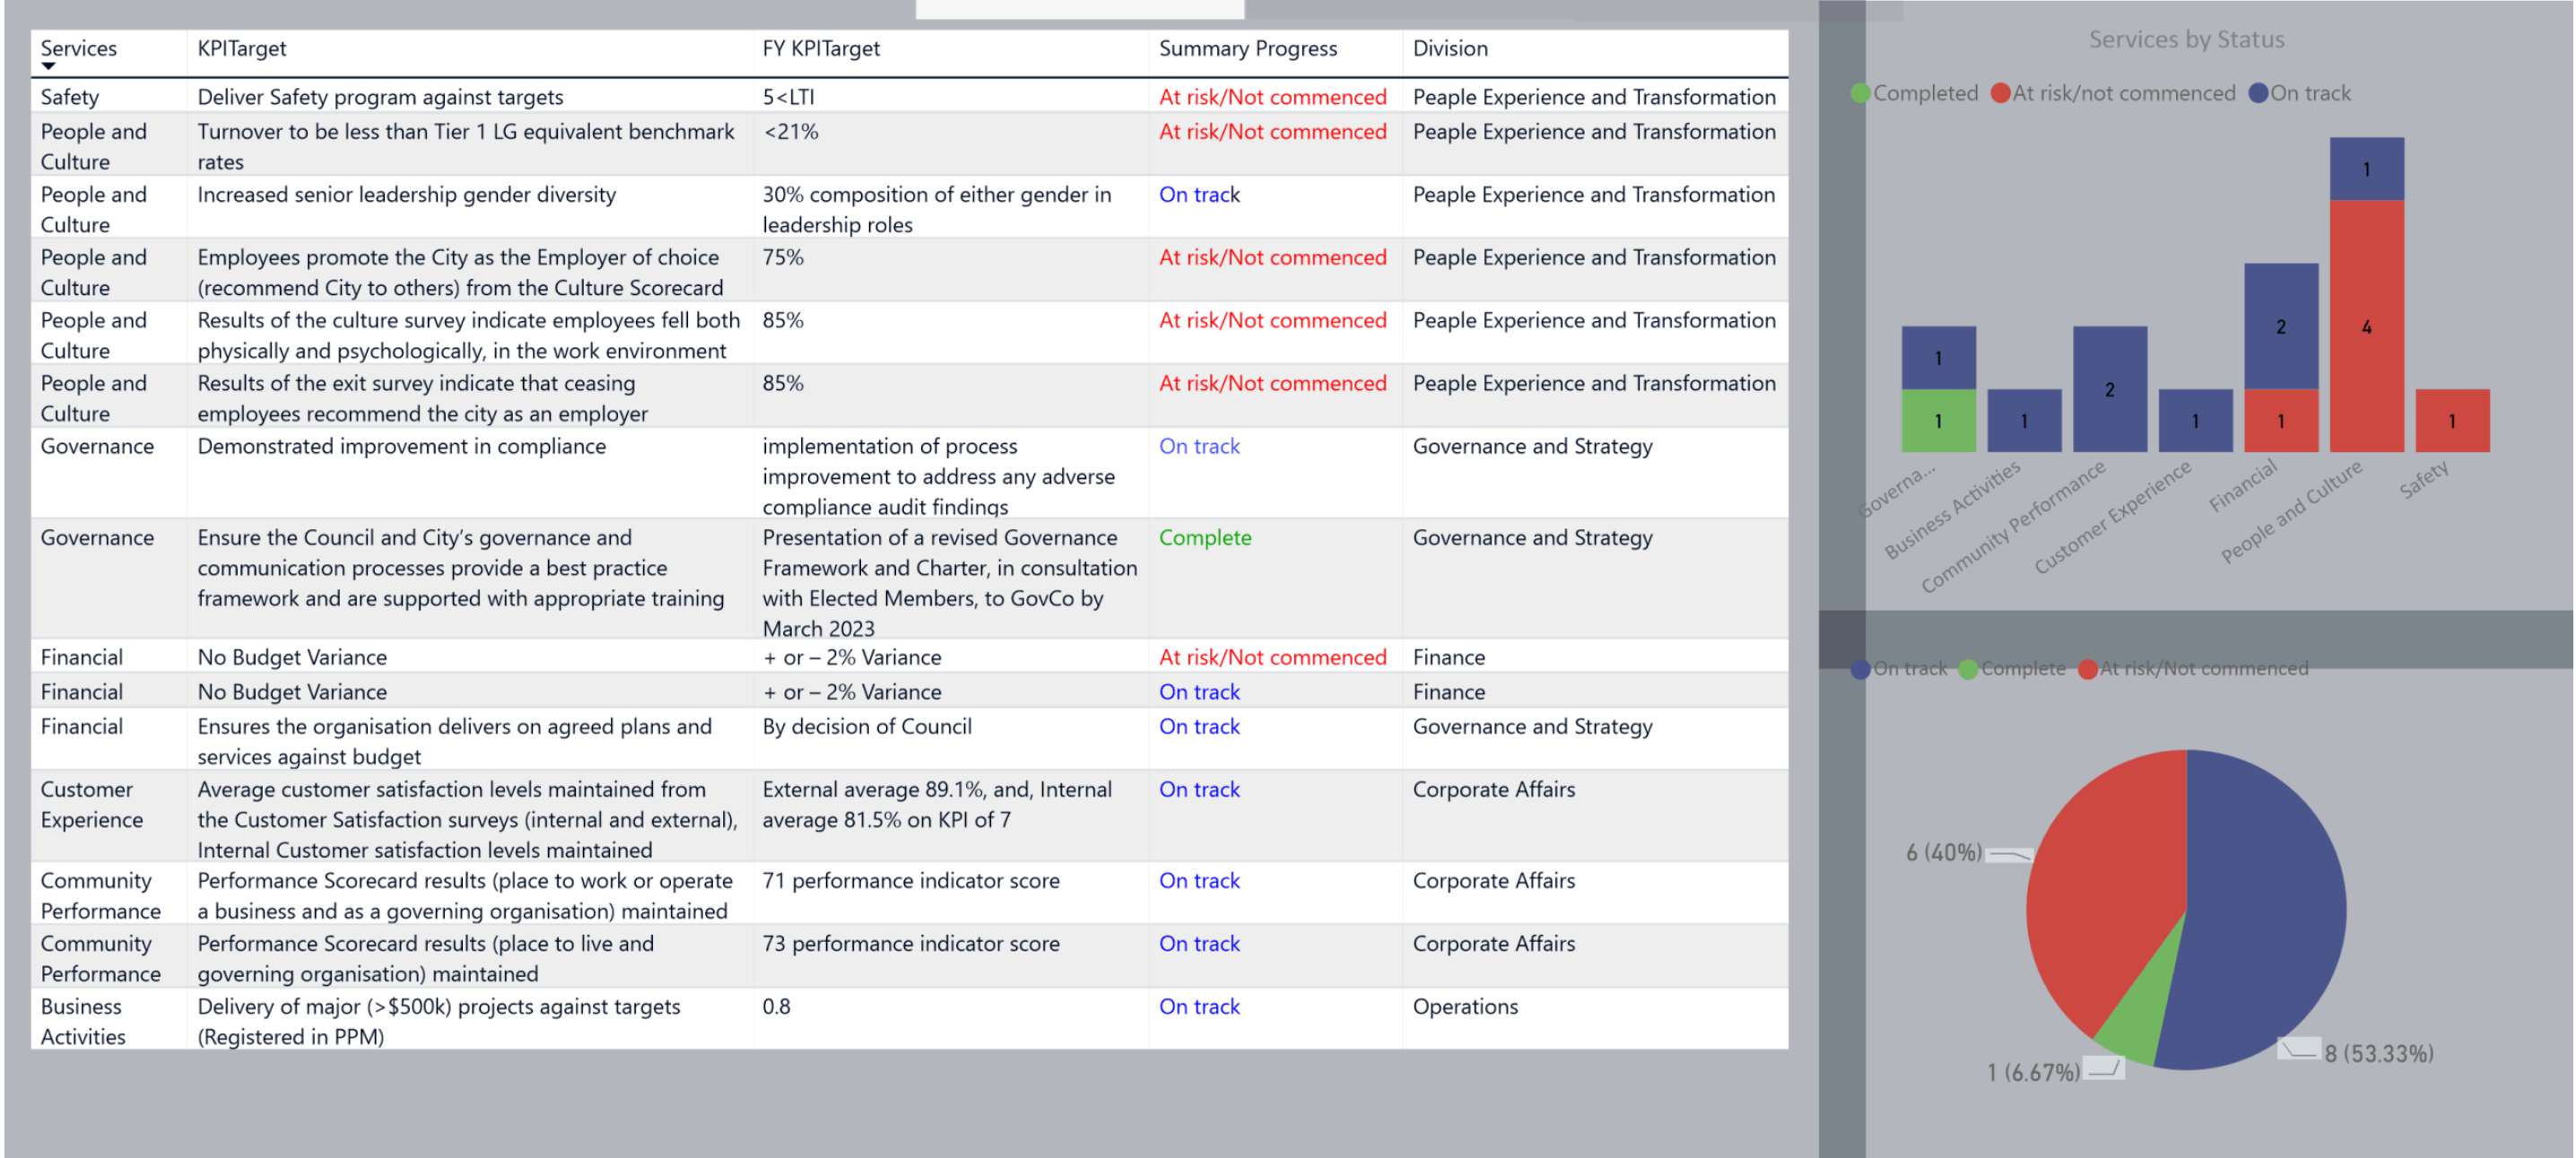 Services KPITarget FY KPITarget Summary Progress Division
Safety Deliver Safety program against targets 5<LTI At risk/Not commenced Peaple Experience and Transformation
People and Turnover to be less than Tier 1 LG equivalent benchmark <21% At risk/Not commenced Peaple Experience and Transformation
Culture rates
People and Increased senior leadership gender diversity 30% composition of either gender in On track Peaple Experience and Transformation
Culture leadership roles
People and Employees promote the City as the Employer of choice 75% At risk/Not commenced Peaple Experience and Transformation
Culture (recommend City to others) from the Culture Scorecard
People and Results of the culture survey indicate employees fell both 85% At risk/Not commenced Peaple Experience and Transformation
Culture physically and psychologically, in the work environment
People and Results of the exit survey indicate that ceasing 85% At risk/Not commenced Peaple Experience and Transformation
Culture employees recommend the city as an employer
Governance Demonstrated improvement in compliance implementation of process On track Governance and Strategy
improvement to address any adverse
compliance audit findings
Governance Ensure the Council and City’s governance and Presentation of a revised Governance Complete Governance and Strategy
communication processes provide a best practice Framework and Charter, in consultation
framework and are supported with appropriate training with Elected Members, to GovCo by
March 2023
Financial No Budget Variance + or – 2% Variance At risk/Not commenced Finance
Financial No Budget Variance + or – 2% Variance On track Finance
Financial Ensures the organisation delivers on agreed plans and By decision of Council On track Governance and Strategy
services against budget
Customer Average customer satisfaction levels maintained from External average 89.1%, and, Internal On track Corporate Affairs
Experience the Customer Satisfaction surveys (internal and external), average 81.5% on KPI of 7
Internal Customer satisfaction levels maintained
Community Performance Scorecard results (place to work or operate 71 performance indicator score On track Corporate Affairs
Performance a business and as a governing organisation) maintained
Community Performance Scorecard results (place to live and 73 performance indicator score On track Corporate Affairs
Performance governing organisation) maintained
Business Delivery of major (>$500k) projects against targets 0.8 On track Operations
Activities (Registered in PPM)
Services by Status
Completed At risk/not commenced On track
1
1 2 4
2
1 1 1 1 1
Governa... Business Activities Community Performance Customer Experience Financial People and Culture Safety
On track Complete At risk/Not commenced
6 (40%)
8 (53.33%)
1 (6.67%)